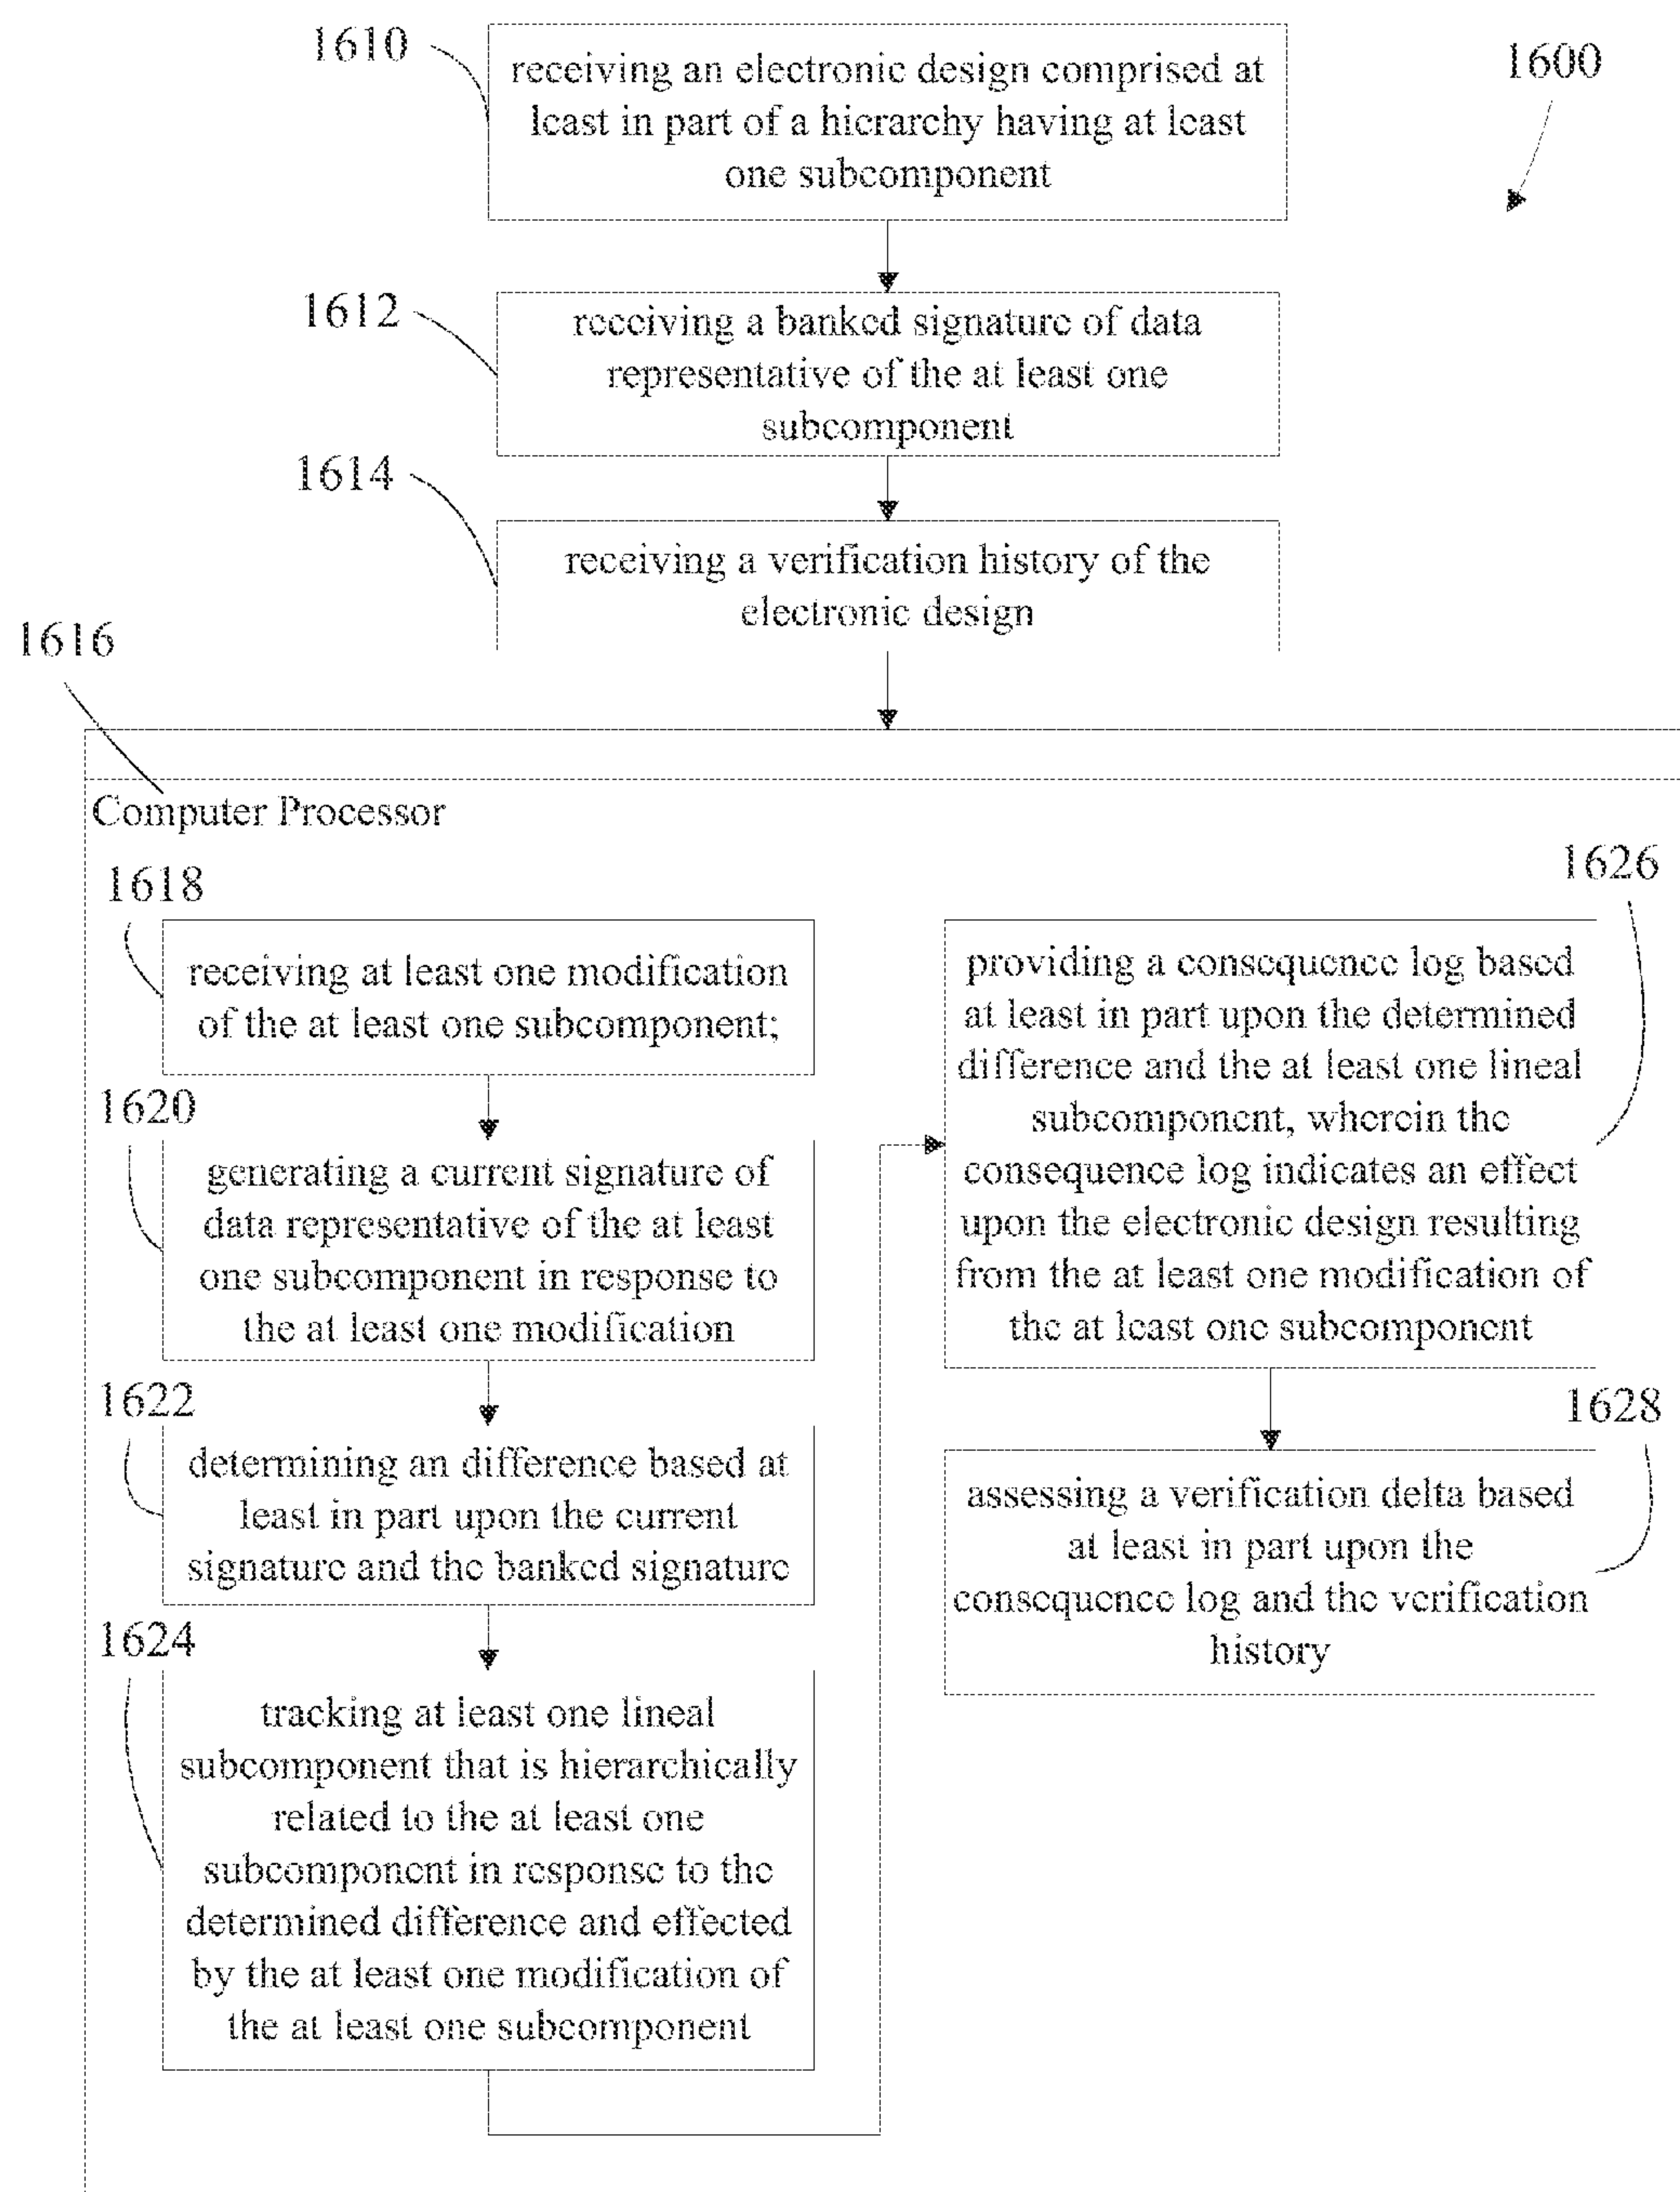 1610
receiving an electronic design comprised at
least in part of a hierarchy having at least
one subcomponent
1600
1612
receiving a banked signature of data
representative of the at least one
subcomponent
1614
receiving a verification history of the
electronic design
1616
Computer Processor
1618
receiving at least one modification
of the at least one subcomponent;
1620
generating a current signature of
data representative of the at least
one subcomponent in response to
the at least one modification
1622
determining an difference based at
least in part upon the current
signature and the banked signature
1624
tracking at least one lineal
subcomponent that is hierarchically
related to the at least one
subcomponent in response to the
determined difference and effected
by the at least one modification of
the at least one subcomponent
1626
providing a consequence log based
at least in part upon the determined
difference and the at least one lineal
subcomponent, wherein the
consequence log indicates an effect
upon the electronic design resulting
from the at least one modification of
the at least one subcomponent
1628
assessing a verification delta based
at least in part upon the
consequence log and the verification
history